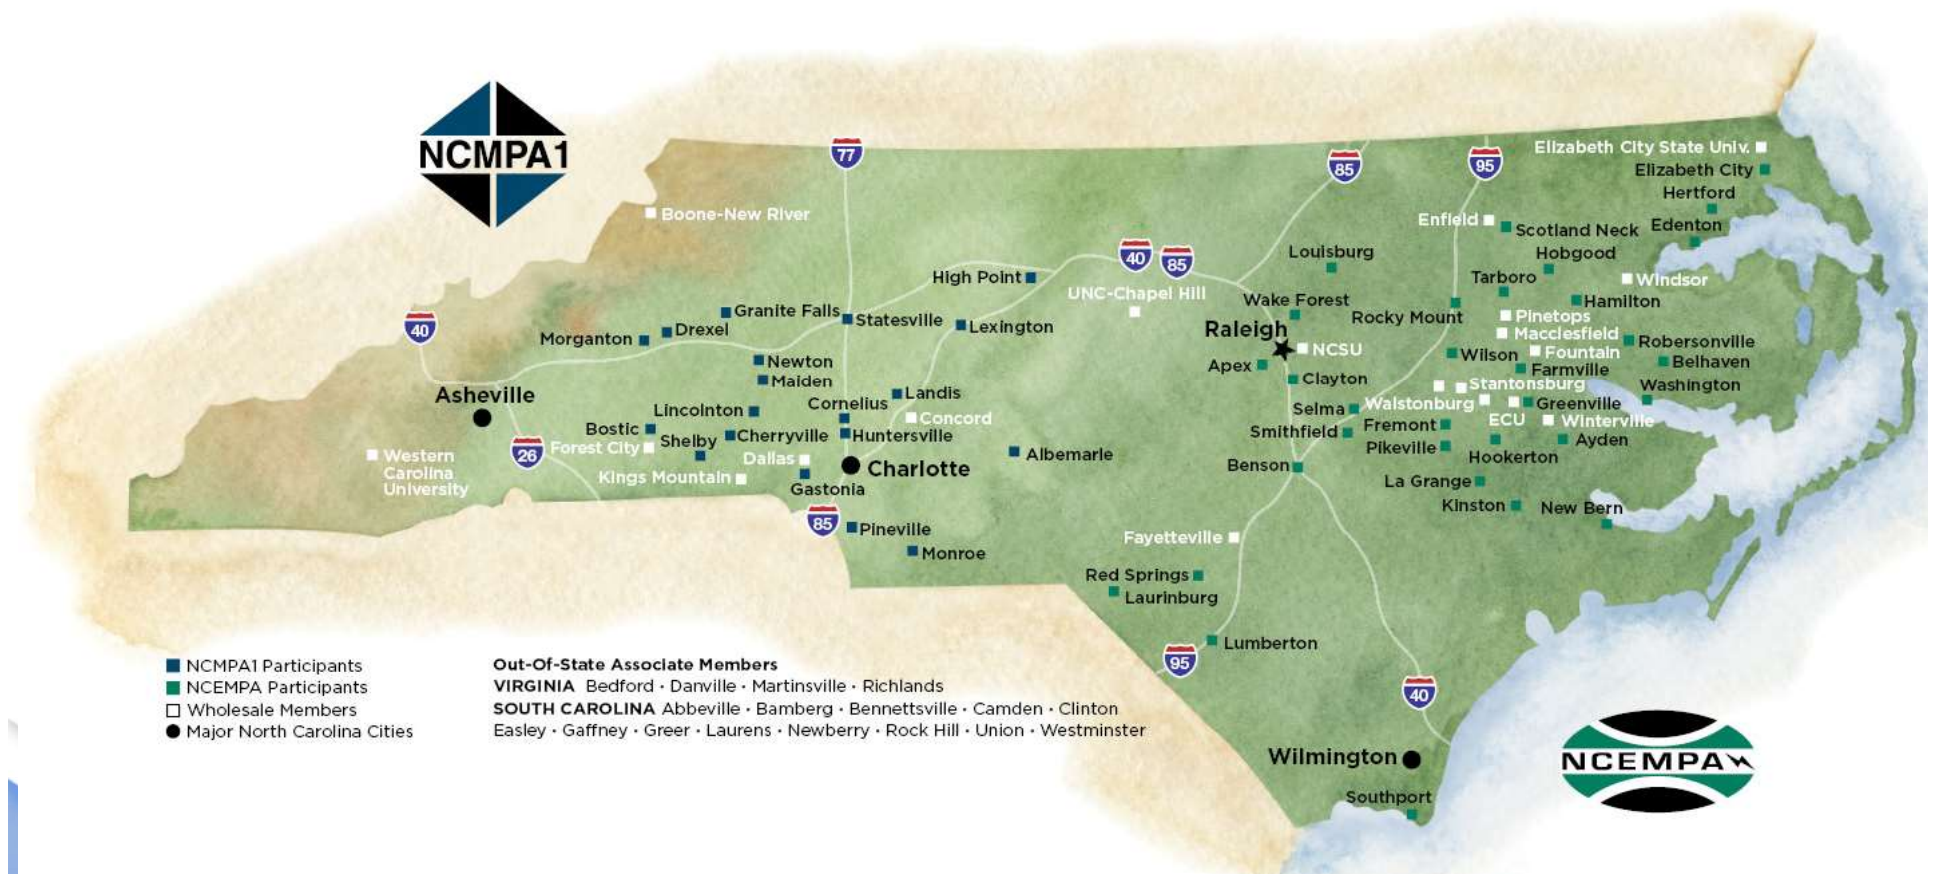 NCMPA1
77
85
95
Elizabeth City State Univ.
Elizabeth City
Hertford
Boone-New River
Enfield
Scotland Neck
Edenton
Louisburg
Hobgood
40
85
High Point
Tarboro
Windsor
UNC-Chapel Hill
Wake Forest
Hamilton
Granite Falls
Statesville
Rocky Mount
Pinetops
40
Morganton
Drexel
Lexington
Raleigh
Macclesfield
Robersonville
NCSU
Wilson
Fountain
Newton
Apex
Farmville
Belhaven
Maiden
Clayton
Stantonsburg
Washington
Asheville
Landis
Lincolnton
Cornelius
Selma
Walstonburg
Greenville
Concord
ECU
Winterville
Bostic
Cherryville
Huntersville
Smithfield
Fremont
Shelby
Ayden
Forest City
Pikeville
26
Western
Carolina
University
Dallas
Charlotte
Albemarle
Benson
Hookerton
Kings Mountain
Gastonia
La Grange
Kinston
New Bern
85
Pineville
Fayetteville
Monroe
Red Springs
Laurinburg
Lumberton
95
40
Wilmington
Southport
NCMPA1 Participants
NCEMPA Participants
Wholesale Members
Major North Carolina Cities
Out-Of-State Associate Members
VIRGINIA Bedford · Danville · Martinsville · Richlands
SOUTH CAROLINA Abbeville · Bamberg · Bennettsville · Camden · Clinton
Easley · Gaffney · Greer · Laurens · Newberry · Rock Hill · Union · Westminster
NCEMPA